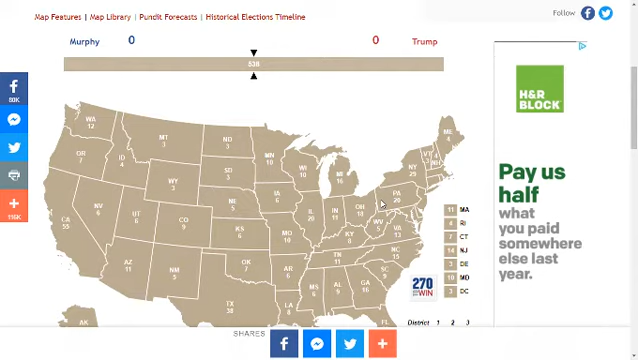 Map Features | Map Library | Pundit Forecasts | Historical Elections Timeline
Follow
Murphy 0 0 Trump
538
80K
116K
WA 12
OR 7
ID 4
MT 3
ND 3
SD 3
MN 10
WI 10
MI 16
WY 3
NE 5
IA 6
NV 6
UT 6
CO 9
KS 6
MO 10
IL 20
IN 11
OH 18
KY 8
WV 5
VA 13
PA 20
NY 29
VT 3
ME 4
CA 55
AZ 11
NM 5
OK 7
AR 6
TN 11
NC 15
SC 9
MS 6
AL 9
GA 16
TX 38
LA 8
FL
AK
11 MA
4 RI
7 CT
14 NJ
3 DE
10 MD
3 DC
270
WIN
District 1 2 3
SHARES
H&R
BLOCK
Pay us
half
what
you paid
somewhere
else last
year.